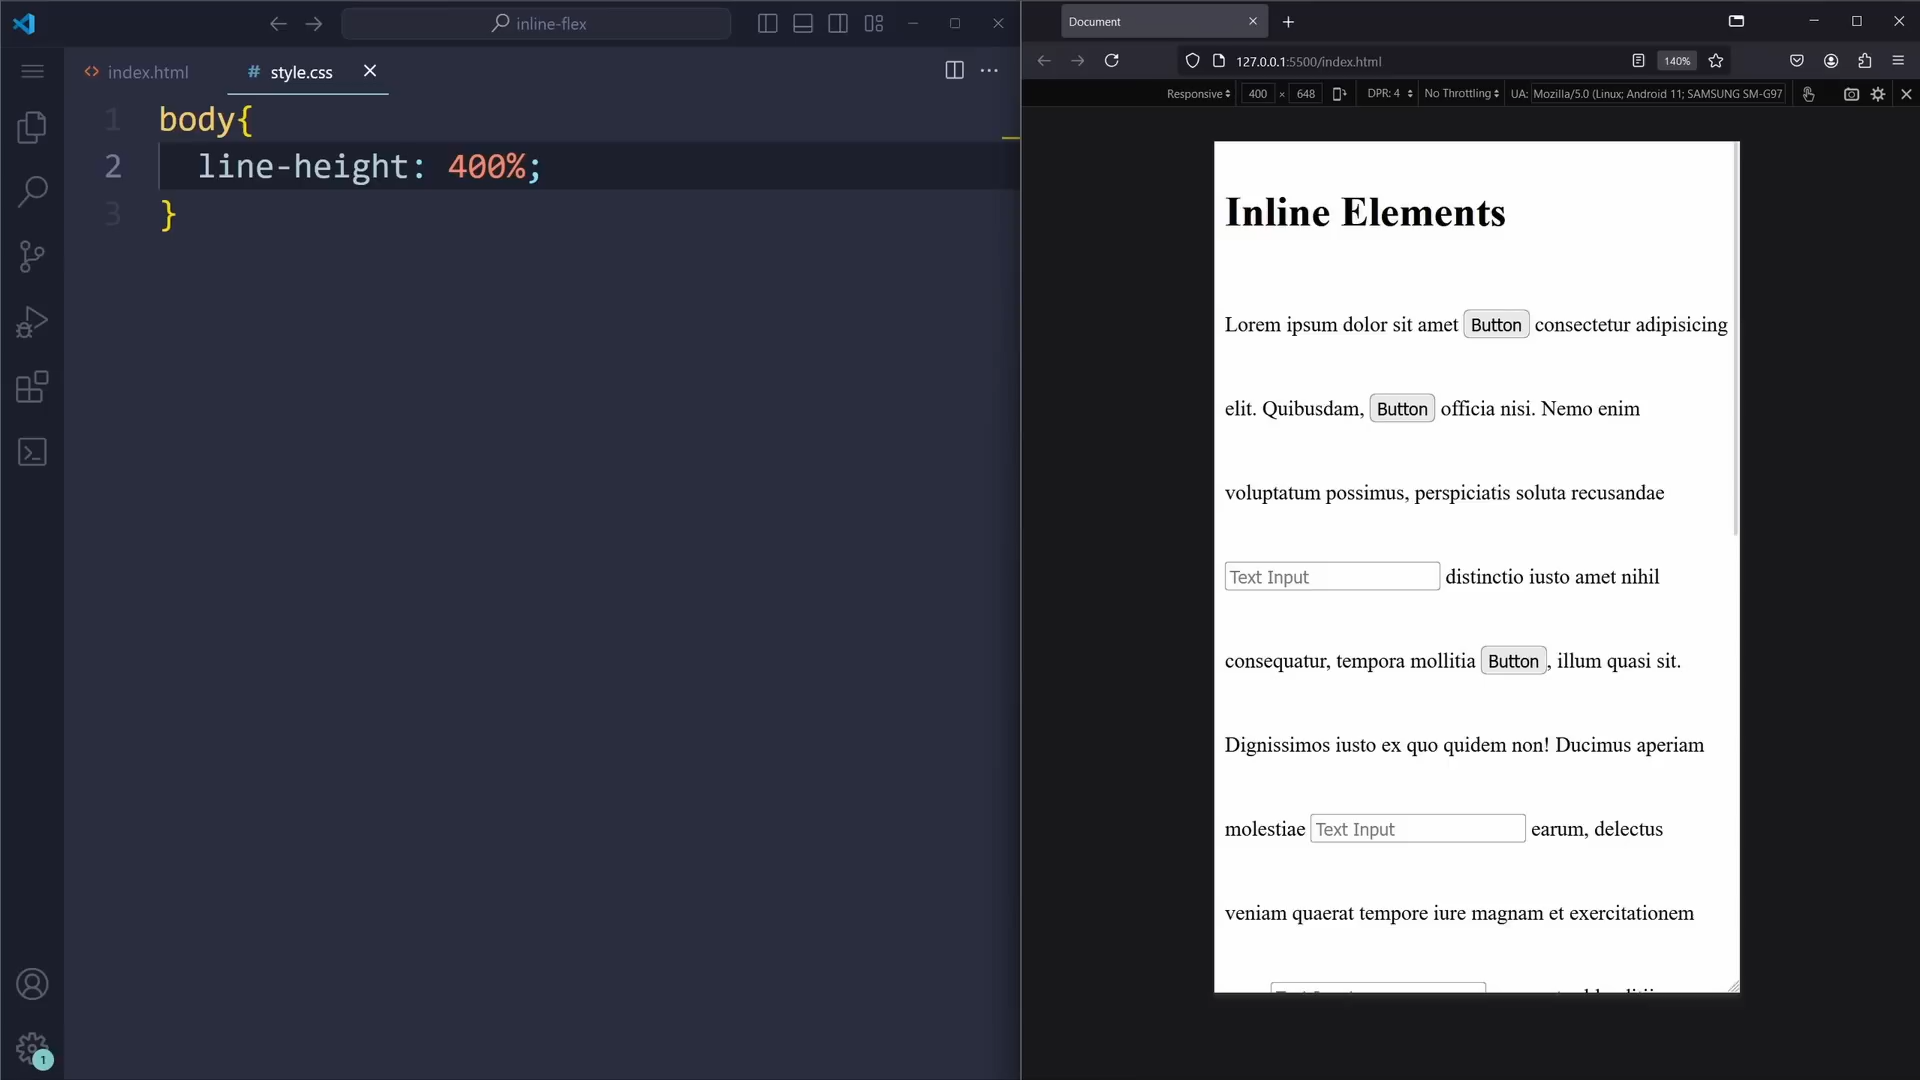 inline-flex
index.html
# style.css
1 body{
2 line-height: 400%;
3 }
1
Document
127.0.0.1:5500/index.html
140%
Responsive 400 × 648 DPR: 4 No Throttling UA: Mozilla/5.0 (Linux; Android 11; SAMSUNG SM-G97
Inline Elements
Lorem ipsum dolor sit amet Button consectetur adipisicing
elit. Quibusdam, Button officia nisi. Nemo enim
voluptatum possimus, perspiciatis soluta recusandae
Text Input distinctio iusto amet nihil
consequatur, tempora mollitia Button, illum quasi sit.
Dignissimos iusto ex quo quidem non! Ducimus aperiam
molestiae Text Input earum, delectus
veniam quaerat tempore iure magnam et exercitationem